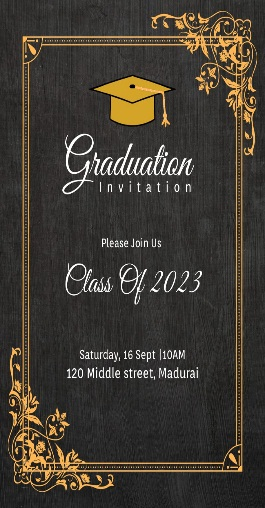 Graduation
Invitation
Please Join Us
Class Of 2023
Saturday, 16 Sept |10AM
120 Middle street, Madurai